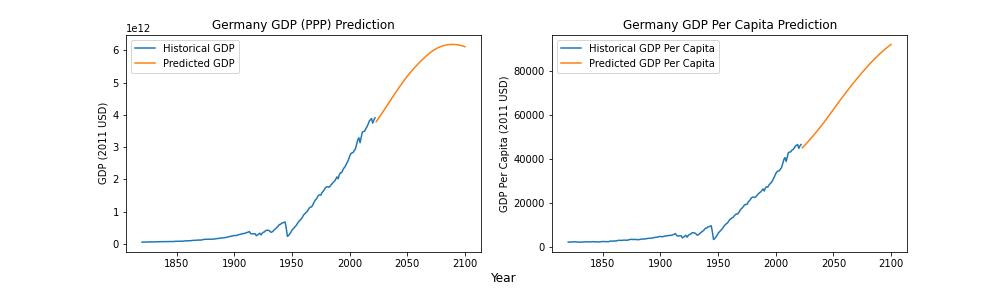 Germany GDP (PPP) Prediction
1e12
Historical GDP
Predicted GDP
GDP (2011 USD)
6
5
4
3
2
1
0
1850 1900 1950 2000 2050 2100
Germany GDP Per Capita Prediction
Historical GDP Per Capita
Predicted GDP Per Capita
GDP Per Capita (2011 USD)
80000
60000
40000
20000
0
1850 1900 1950 2000 2050 2100
Year